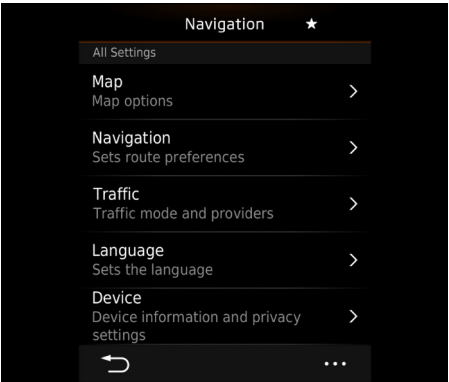 Navigation
All Settings
Map
Map options
Navigation
Sets route preferences
Traffic
Traffic mode and providers
Language
Sets the language
Device
Device information and privacy
settings